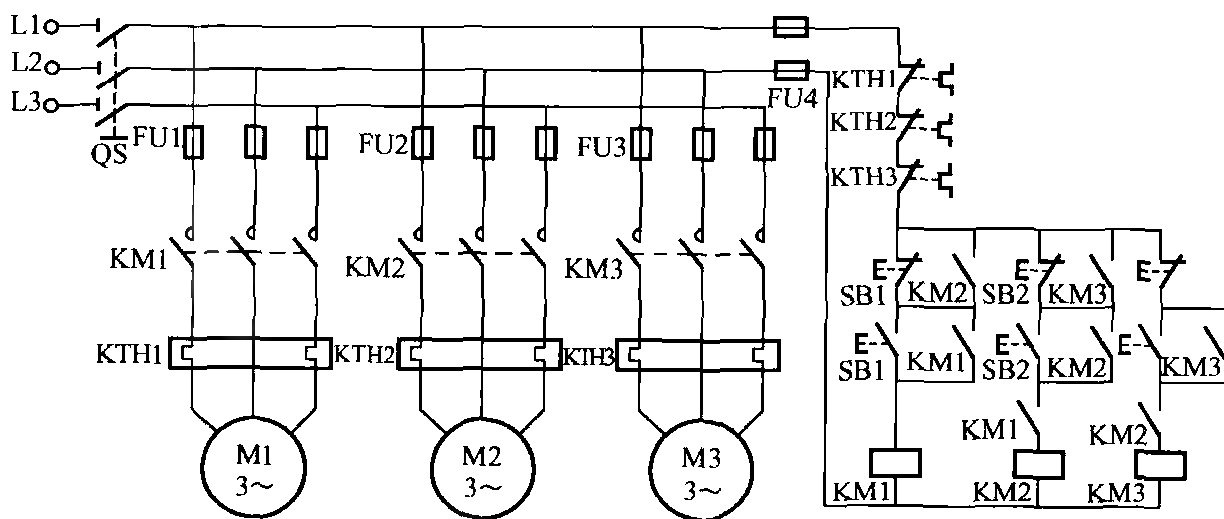 L1
L2
L3
QS
FU1
FU2
FU3
FU4
KM1
KM2
KM3
KTH1
KTH2
KTH3
M1
3~
M2
3~
M3
3~
KTH1
KTH2
KTH3
SB1
KM2
SB2
KM3
SB1
KM1
SB2
KM2
KM3
KM1
KM2
KM1
KM2
KM3